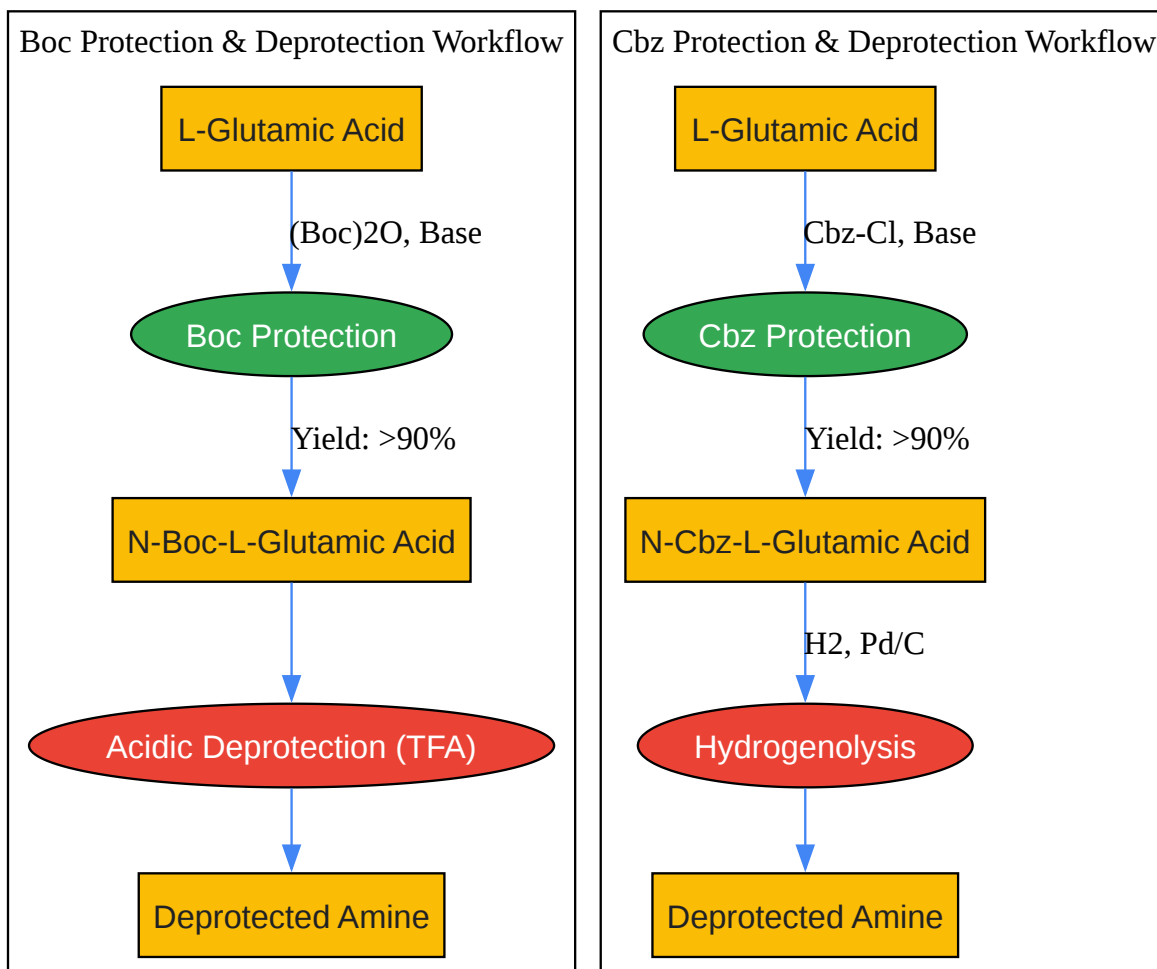 Boc Protection & Deprotection Workflow
L-Glutamic Acid
(Boc)2O, Base
Boc Protection
Yield: >90%
N-Boc-L-Glutamic Acid
Acidic Deprotection (TFA)
Deprotected Amine
Cbz Protection & Deprotection Workflow
L-Glutamic Acid
Cbz-Cl, Base
Cbz Protection
Yield: >90%
N-Cbz-L-Glutamic Acid
H2, Pd/C
Hydrogenolysis
Deprotected Amine